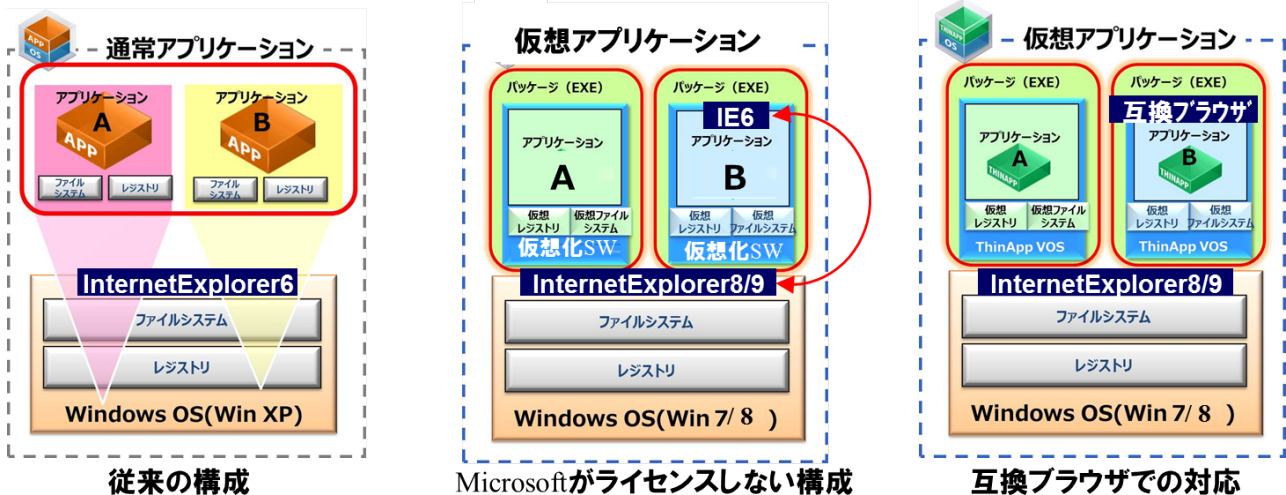 APP
OS
通常アプリケーション
アプリケーション
A
APP
ファイル
システム
レジストリ
アプリケーション
B
APP
ファイル
システム
レジストリ
InternetExplorer6
ファイルシステム
レジストリ
Windows OS(Win XP)
従来の構成
仮想アプリケーション
パッケージ（EXE）
アプリケーション
A
仮想
レジストリ
仮想ファイル
システム
仮想化SW
パッケージ（EXE）
IE6
アプリケーション
B
仮想
レジストリ
仮想
ファイルシステム
仮想化SW
InternetExplorer8/9
ファイルシステム
レジストリ
Windows OS(Win 7/ 8 )
Microsoftがライセンスしない構成
THINAPP
OS
仮想アプリケーション
パッケージ（EXE）
アプリケーション
A
THINAPP
仮想
レジストリ
仮想ファイル
システム
ThinApp VOS
パッケージ（EXE）
互換ブラウザ
アプリケーション
B
THINAPP
仮想
レジストリ
仮想
ファイルシステム
ThinApp VOS
InternetExplorer8/9
ファイルシステム
レジストリ
Windows OS(Win 7/ 8 )
互換ブラウザでの対応